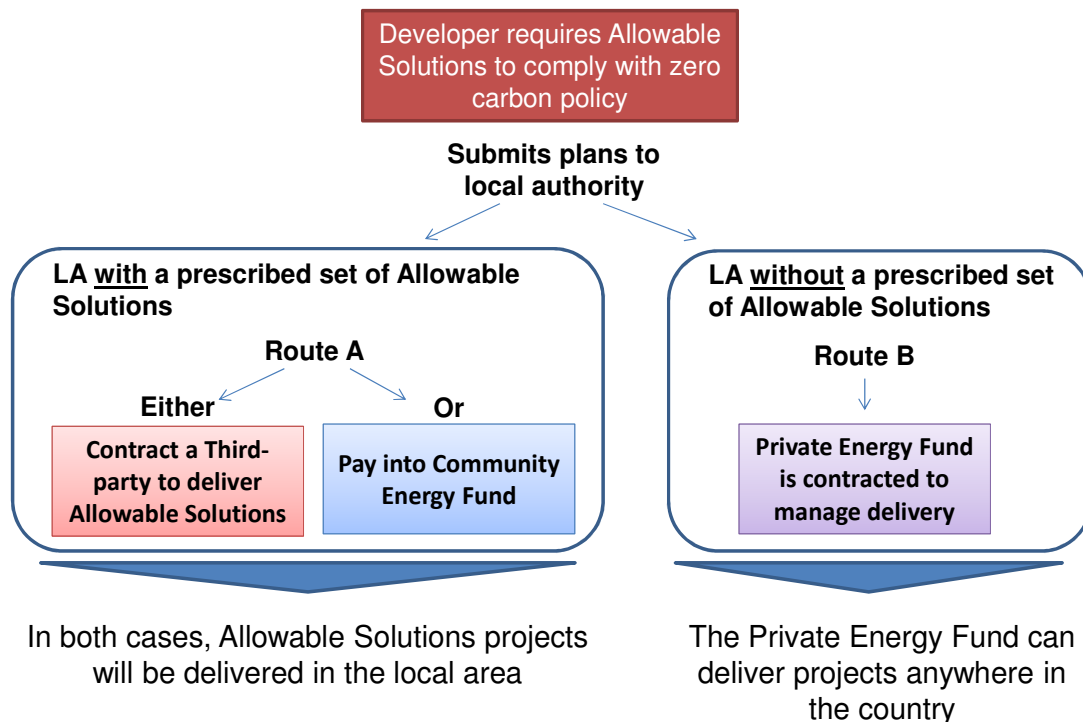 Developer requires Allowable
Solutions to comply with zero
carbon policy
Submits plans to
local authority
LA with a prescribed set of Allowable
Solutions
Route A
Either
Or
Contract a Third-
party to deliver
Allowable Solutions
Pay into Community
Energy Fund
LA without a prescribed set
of Allowable Solutions
Route B
Private Energy Fund
is contracted to
manage delivery
In both cases, Allowable Solutions projects
will be delivered in the local area
The Private Energy Fund can
deliver projects anywhere in
the country